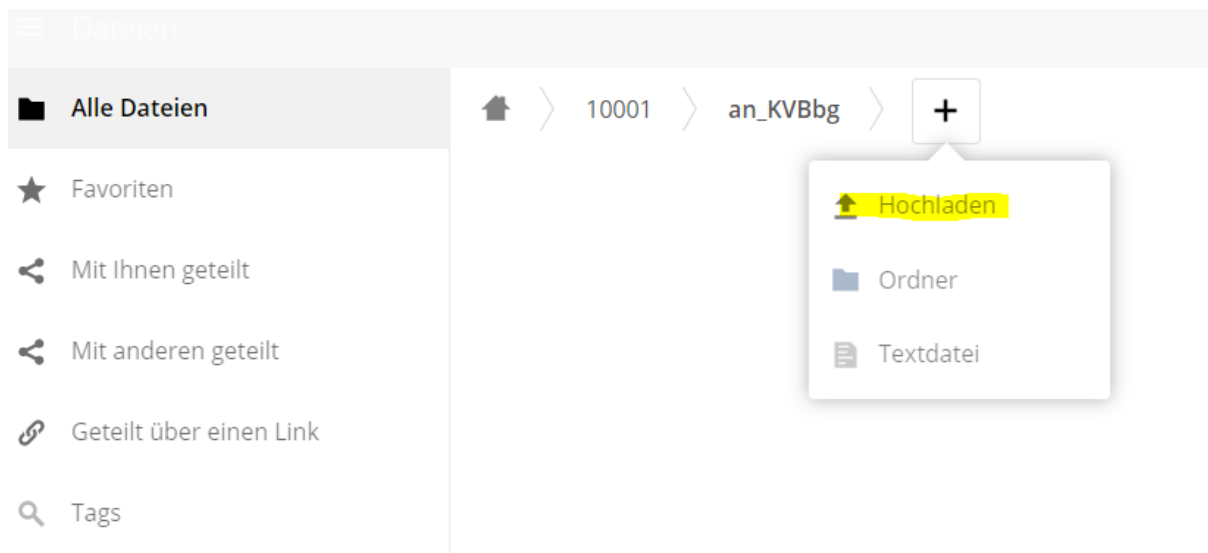 Dateien
Alle Dateien
10001 an_KVBbg +
Favoriten
Hochladen
Mit Ihnen geteilt
Ordner
Mit anderen geteilt
Textdatei
Geteilt über einen Link
Tags